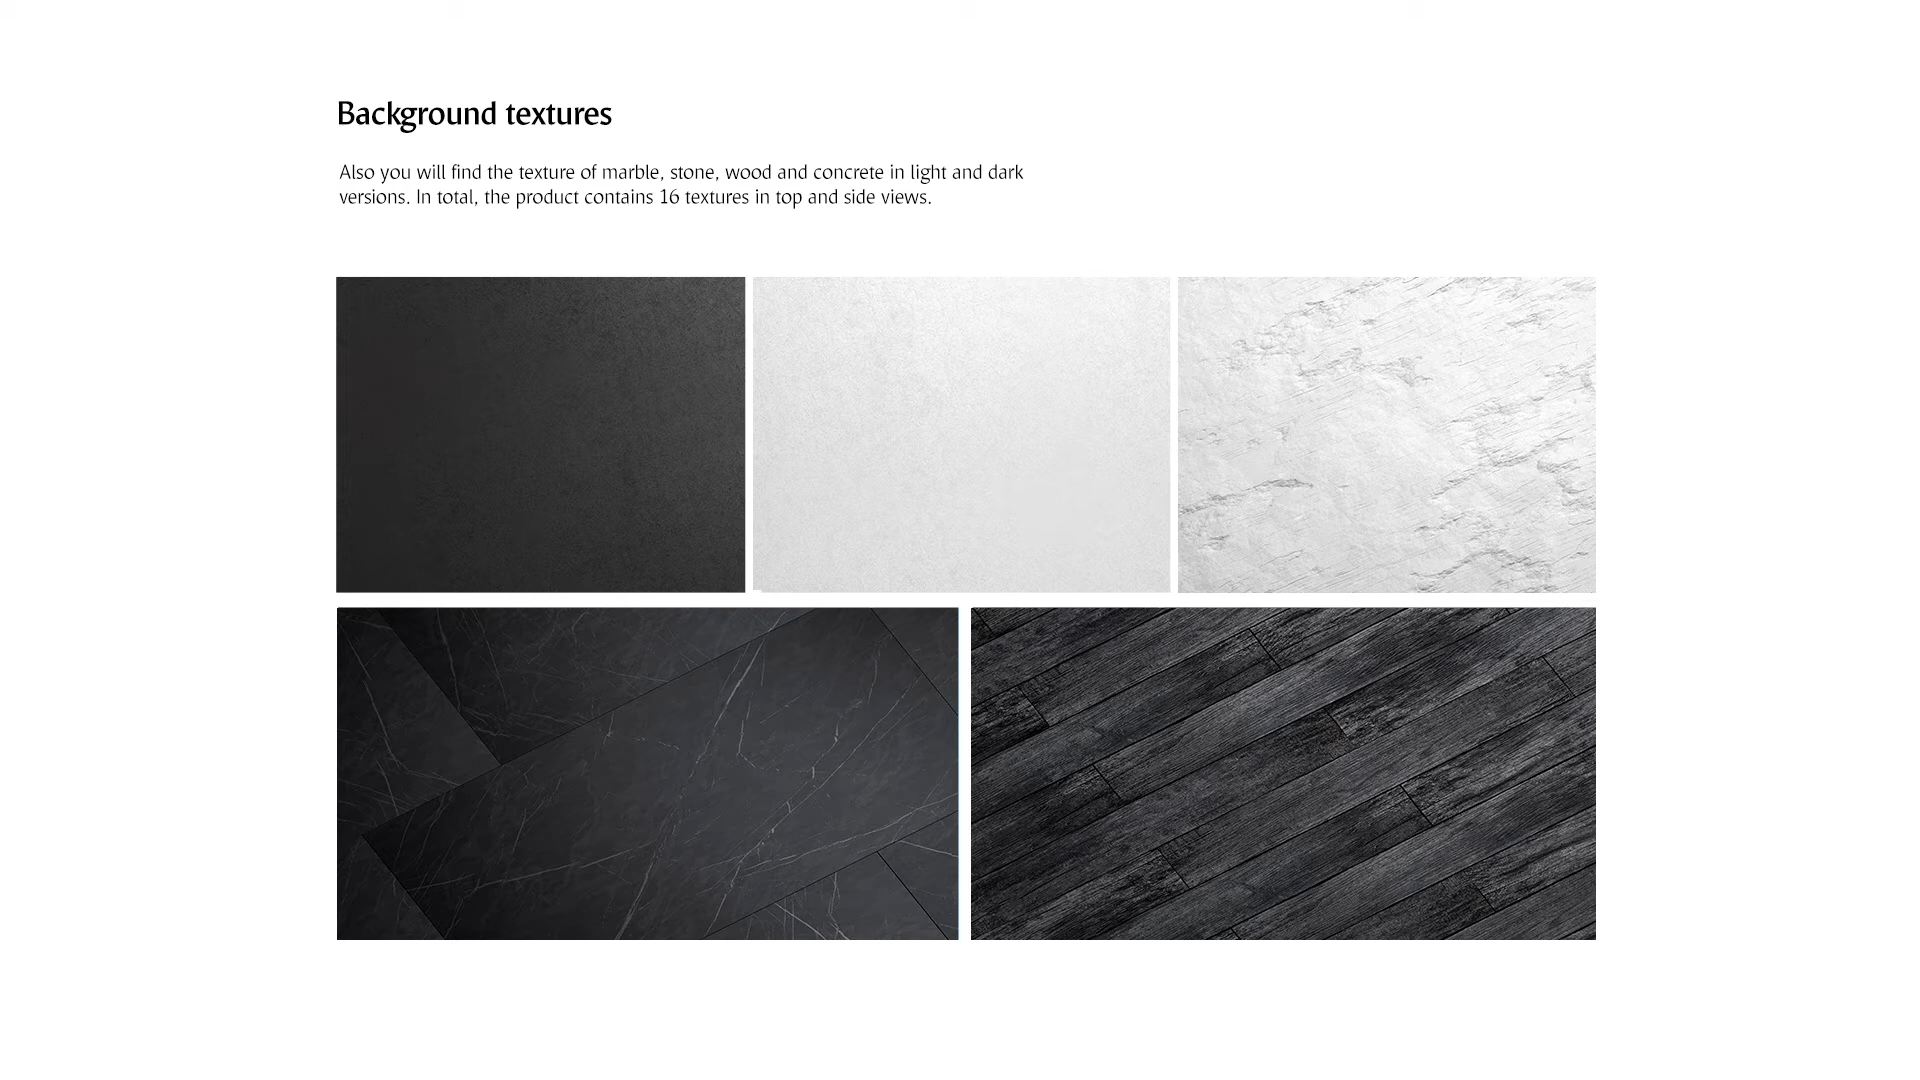 Background textures
Also you will find the texture of marble, stone, wood and concrete in light and dark
versions. In total, the product contains 16 textures in top and side views.